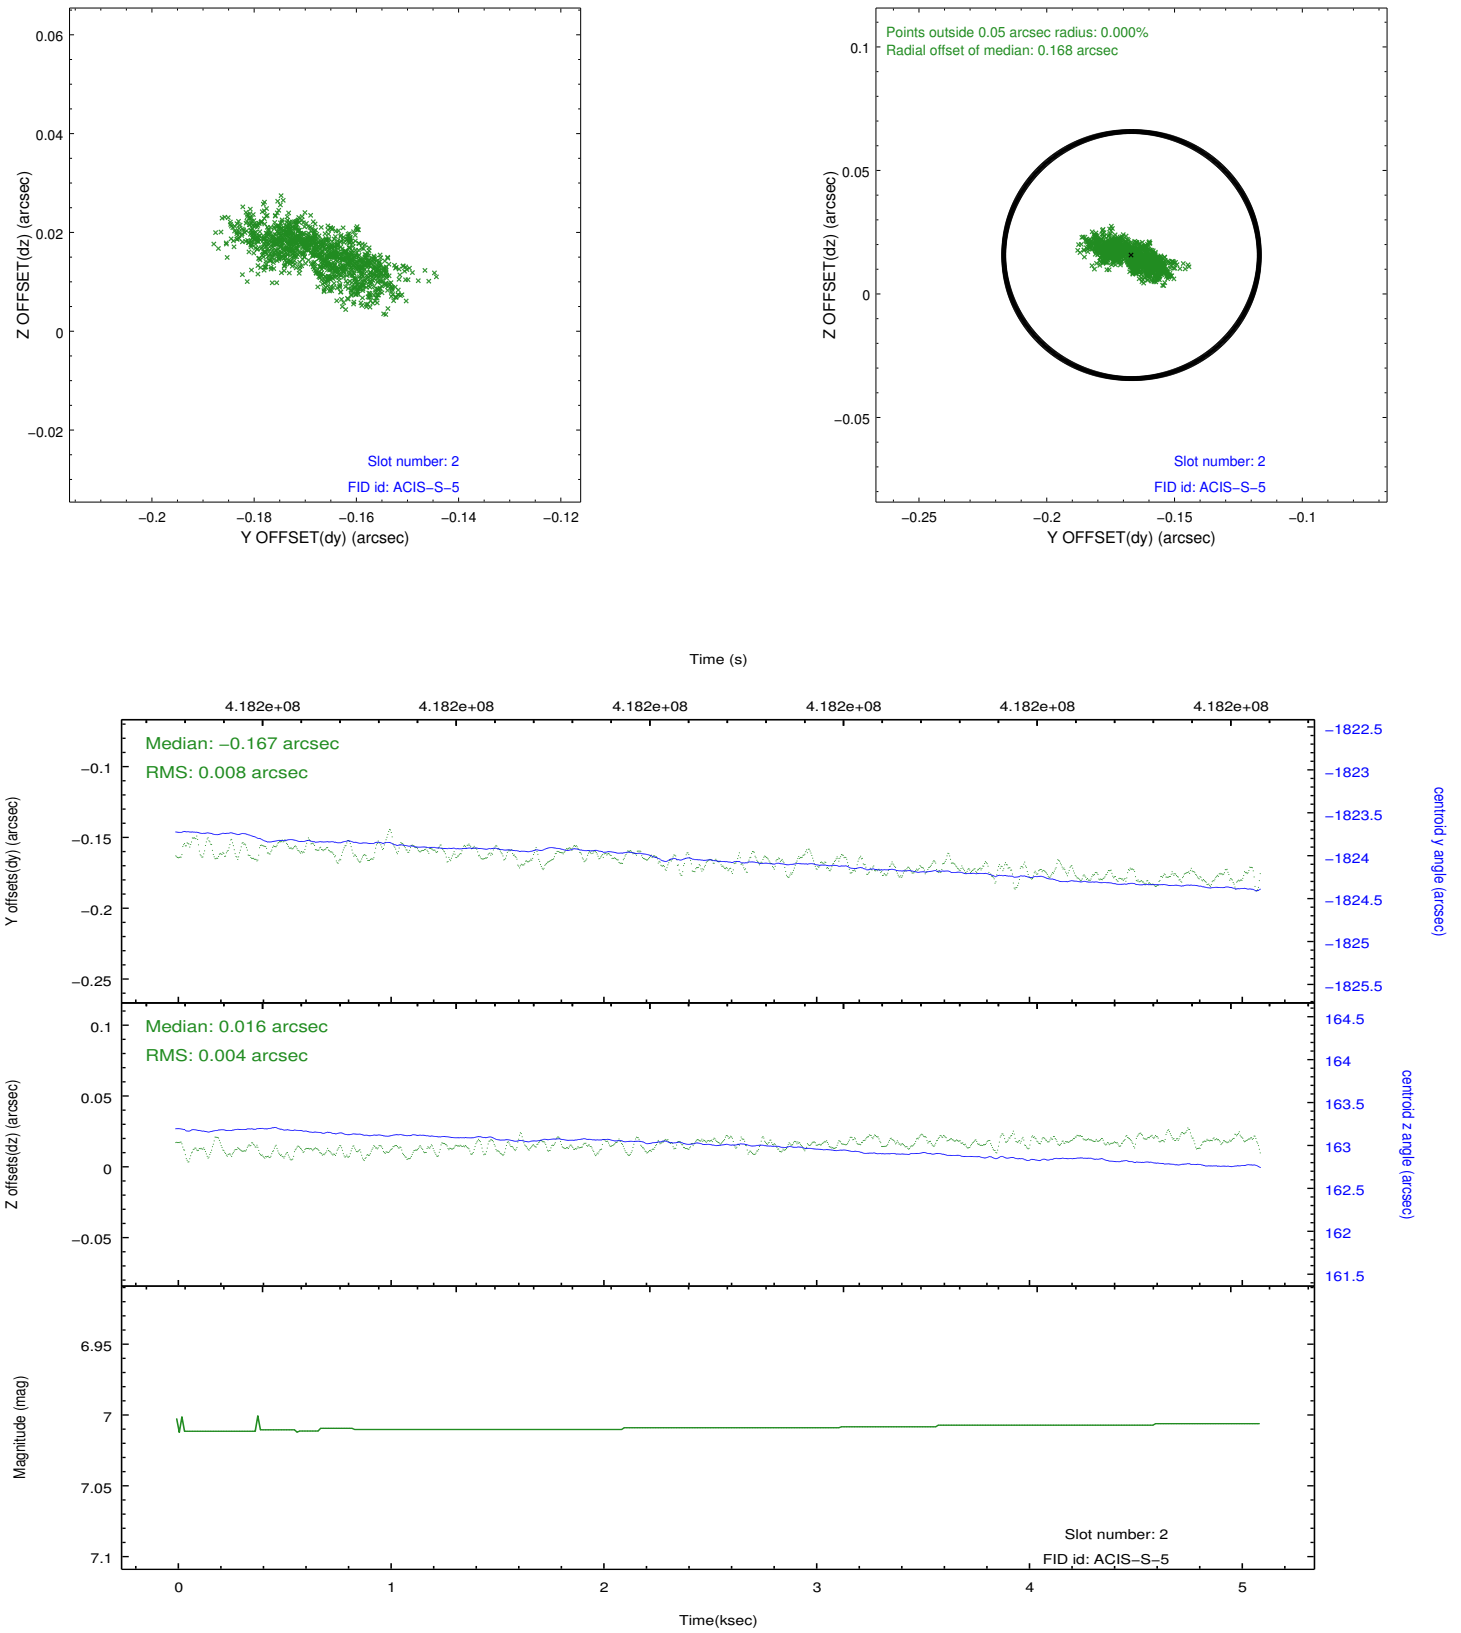 0.06
0.04
0.02
0
−0.02
Z OFFSET(dz) (arcsec)
Slot number: 2
FID id: ACIS−S−5
−0.2 −0.18 −0.16 −0.14 −0.12
Y OFFSET(dy) (arcsec)
Points outside 0.05 arcsec radius: 0.000%
Radial offset of median: 0.168 arcsec
0.1
0.05
0
−0.05
Z OFFSET(dz) (arcsec)
Slot number: 2
FID id: ACIS−S−5
−0.25 −0.2 −0.15 −0.1
Y OFFSET(dy) (arcsec)
Time (s)
4.182e+08 4.182e+08 4.182e+08 4.182e+08 4.182e+08 4.182e+08
Median: −0.167 arcsec
RMS: 0.008 arcsec
−0.1
−0.15
−0.2
−0.25
Y offsets(dy) (arcsec)
−1822.5
−1823
−1823.5
−1824
−1824.5
−1825
−1825.5
centroid y angle (arcsec)
Median: 0.016 arcsec
RMS: 0.004 arcsec
0.1
0.05
0
−0.05
Z offsets(dz) (arcsec)
164.5
164
163.5
163
162.5
162
161.5
centroid z angle (arcsec)
6.95
7
7.05
7.1
Magnitude (mag)
Slot number: 2
FID id: ACIS−S−5
0 1 2 3 4 5
Time(ksec)